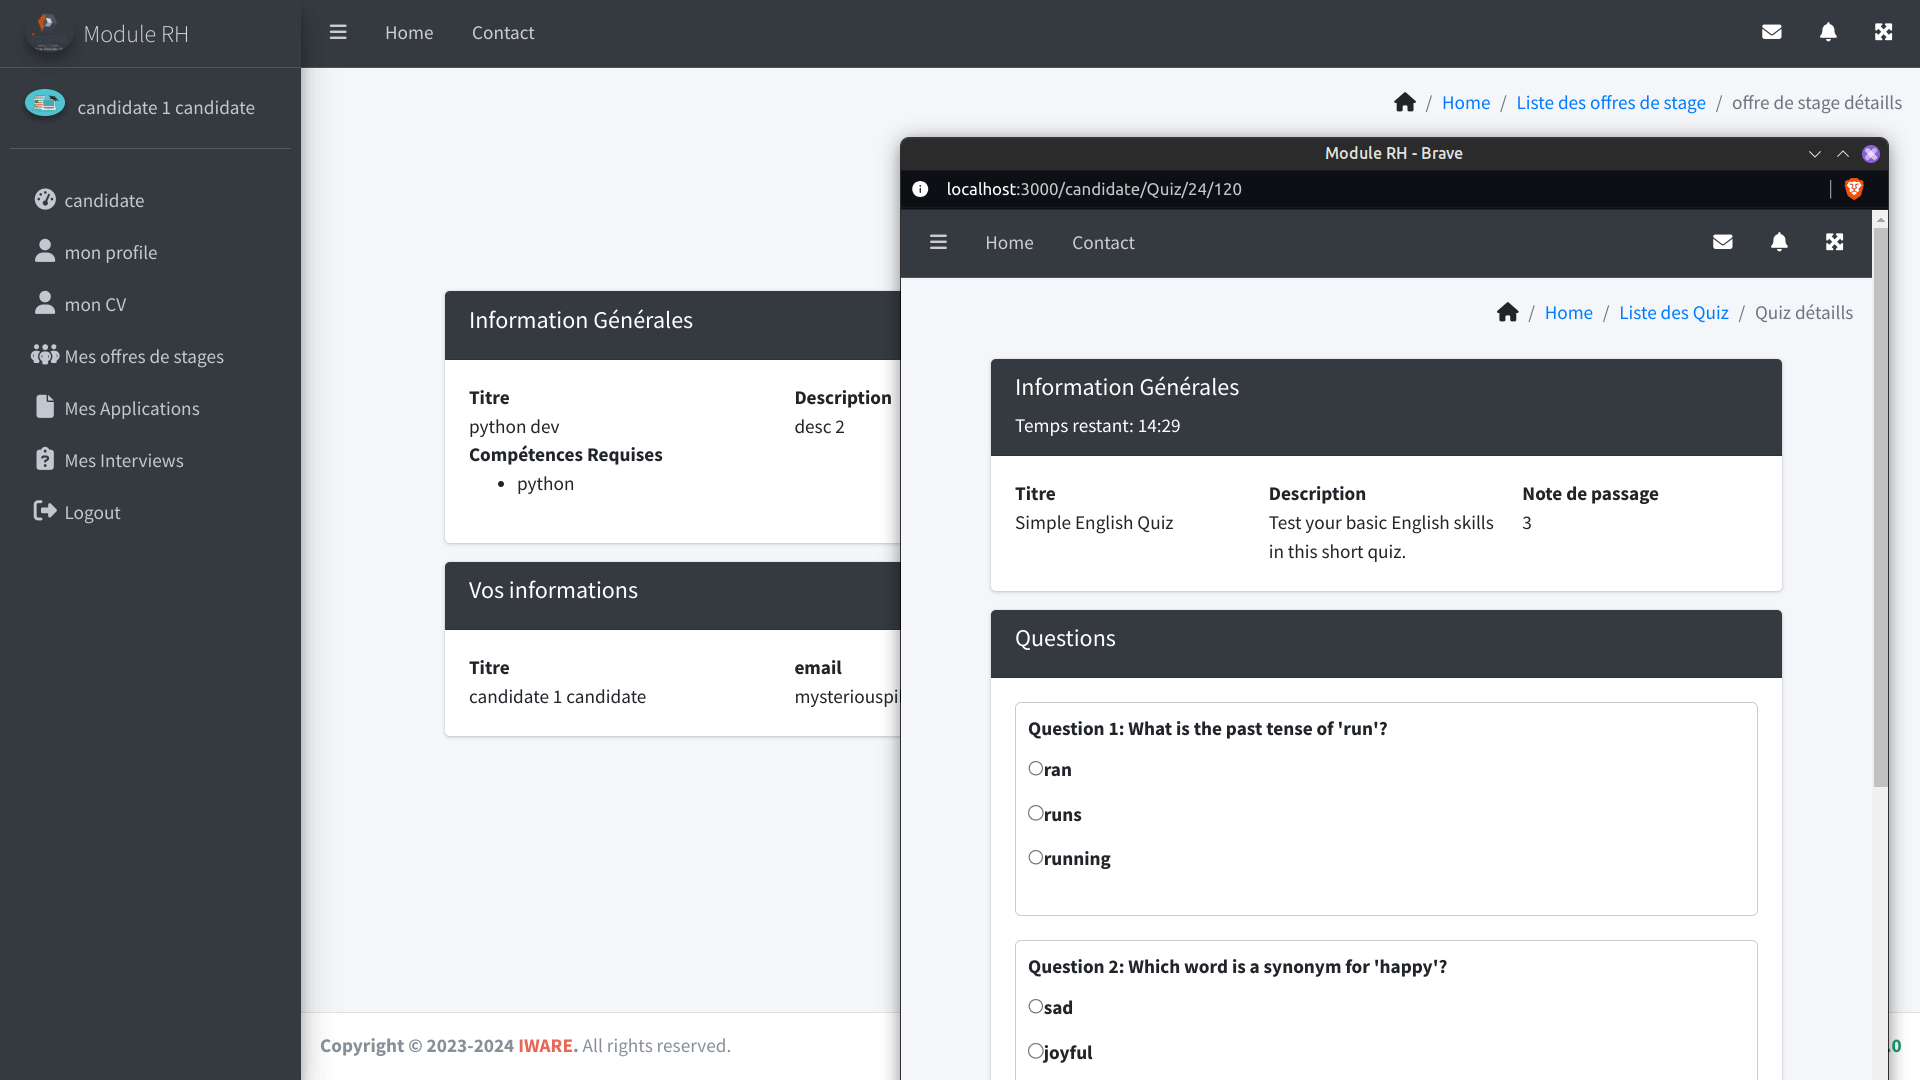 Module RH
Home
Contact
candidate 1 candidate
candidate
mon profile
mon CV
Mes offres de stages
Mes Applications
Mes Interviews
Logout
/ Home / Liste des offres de stage / offre de stage détaills
Information Générales
Titre
python dev
Description
desc 2
Compétences Requises
• python
Vos informations
Titre
candidate 1 candidate
email
mysteriouspi
Copyright © 2023-2024 IWARE. All rights reserved.
.0
Module RH - Brave
localhost:3000/candidate/Quiz/24/120
Home
Contact
/ Home / Liste des Quiz / Quiz détaills
Information Générales
Temps restant: 14:29
Titre
Simple English Quiz
Description
Test your basic English skills
in this short quiz.
Note de passage
3
Questions
Question 1: What is the past tense of 'run'?
ran
runs
running
Question 2: Which word is a synonym for 'happy'?
sad
joyful